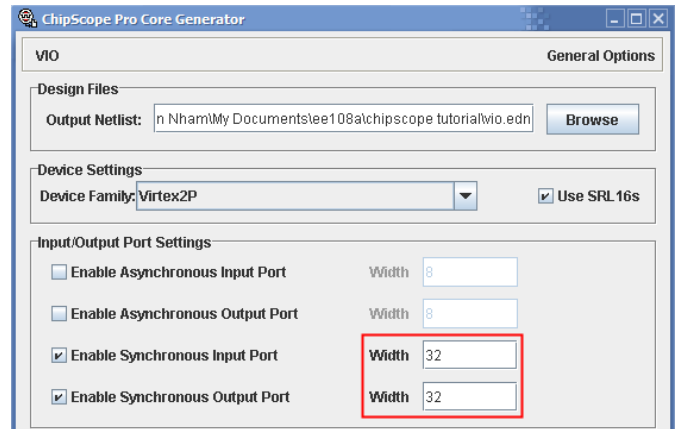 ChipScope Pro Core Generator
VIO General Options
Design Files
Output Netlist: n Nham\My Documents\ee108a\chipscope tutorial\vio.edn Browse
Device Settings
Device Family: Virtex2P Use SRL16s
Input/Output Port Settings
Enable Asynchronous Input Port Width 8
Enable Asynchronous Output Port Width 8
Enable Synchronous Input Port Width 32
Enable Synchronous Output Port Width 32